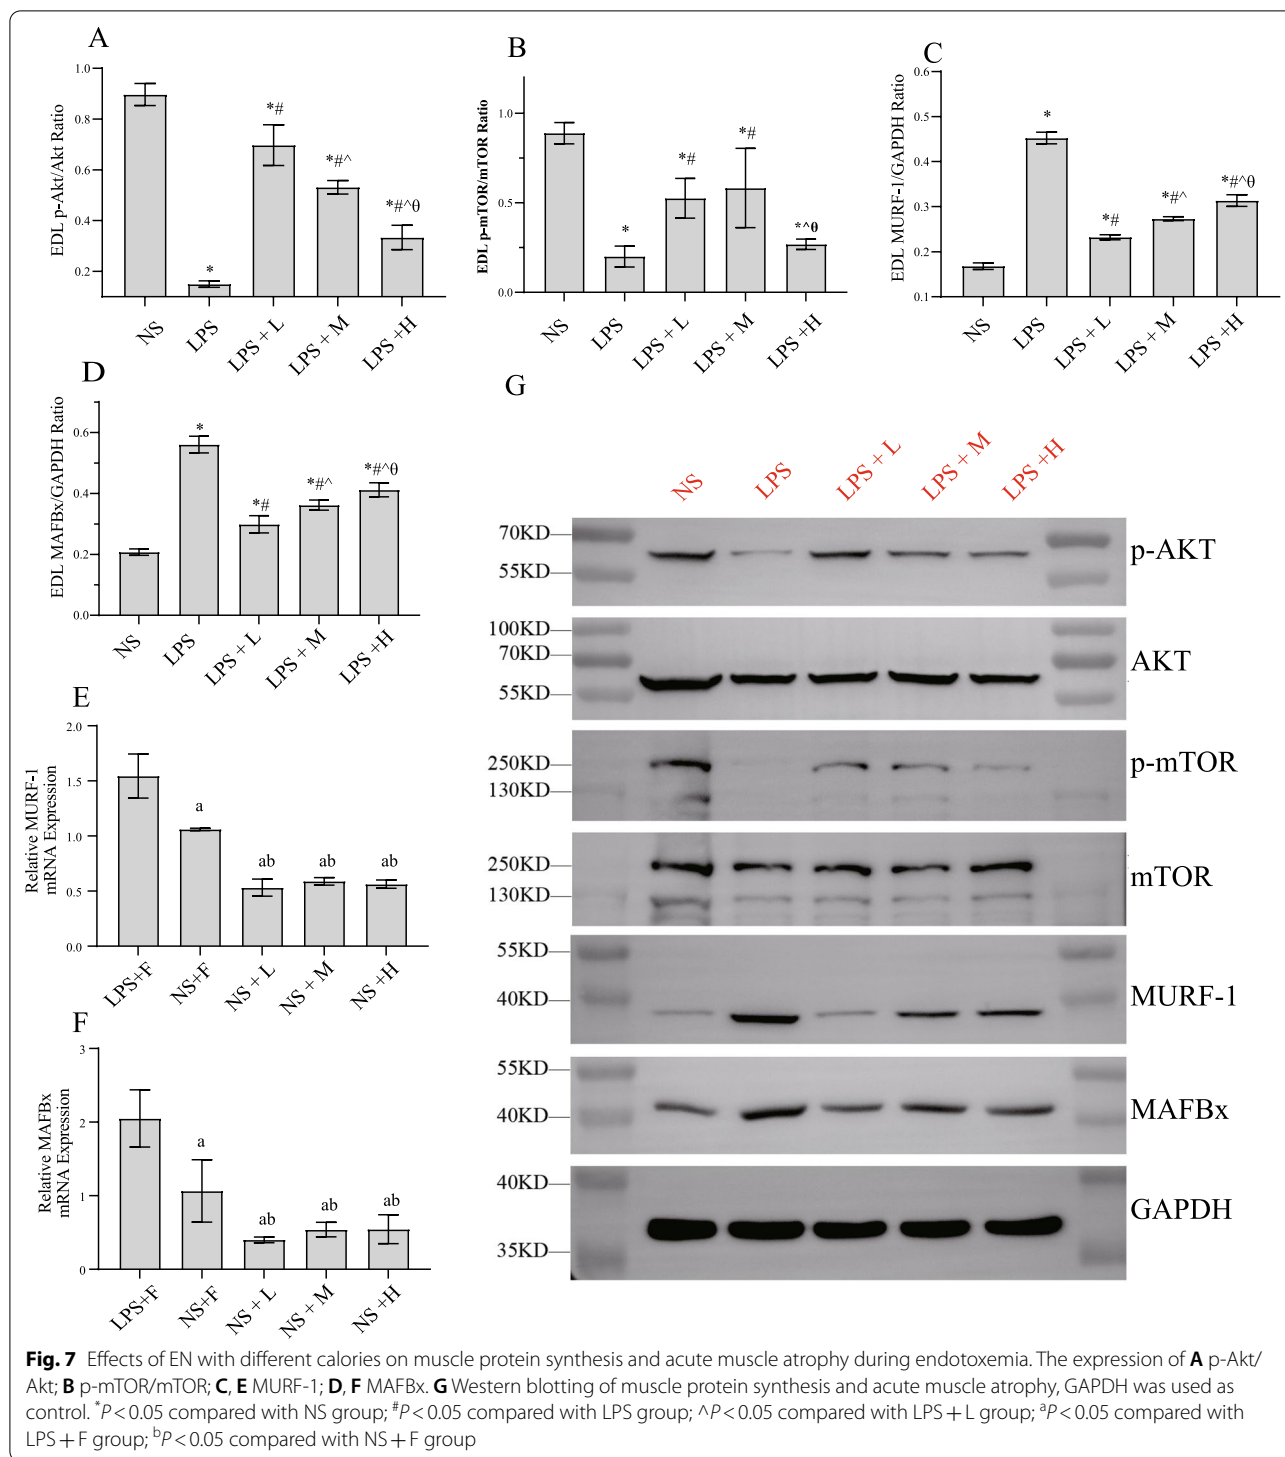 A
EDL p-Akt/Akt Ratio
1.0
0.8
0.6
0.4
0.2
*
*#
*#^
*#^θ
NS
LPS
LPS + L
LPS + M
LPS +H
B
EDL p-mTOR/mTOR Ratio
1.0
0.5
0.0
*
*#
*#
*^θ
NS
LPS
LPS + L
LPS + M
LPS +H
C
EDL MURF-1/GAPDH Ratio
0.6
0.5
0.4
0.3
0.2
0.1
*
*#
*#^
*#^θ
NS
LPS
LPS + L
LPS + M
LPS +H
D
EDL MAFBx/GAPDH Ratio
0.6
0.4
0.2
0.0
*
*#
*#^
*#^θ
NS
LPS
LPS + L
LPS + M
LPS +H
E
Relative MURF-1
mRNA Expression
2.0
1.5
1.0
0.5
0.0
a
ab
ab
ab
LPS+F
NS+F
NS + L
NS + M
NS +H
F
Relative MAFBx
mRNA Expression
3
2
1
0
a
ab
ab
ab
LPS+F
NS+F
NS + L
NS + M
NS +H
G
NS
LPS
LPS + L
LPS + M
LPS +H
70KD
55KD
p-AKT
100KD
70KD
55KD
AKT
250KD
130KD
p-mTOR
250KD
130KD
mTOR
55KD
40KD
MURF-1
55KD
40KD
MAFBx
40KD
35KD
GAPDH
Fig. 7 Effects of EN with different calories on muscle protein synthesis and acute muscle atrophy during endotoxemia. The expression of A p-Akt/
Akt; B p-mTOR/mTOR; C, E MURF-1; D, F MAFBx. G Western blotting of muscle protein synthesis and acute muscle atrophy, GAPDH was used as
control. *P < 0.05 compared with NS group; #P < 0.05 compared with LPS group; ^P < 0.05 compared with LPS + L group; aP < 0.05 compared with
LPS + F group; bP < 0.05 compared with NS + F group